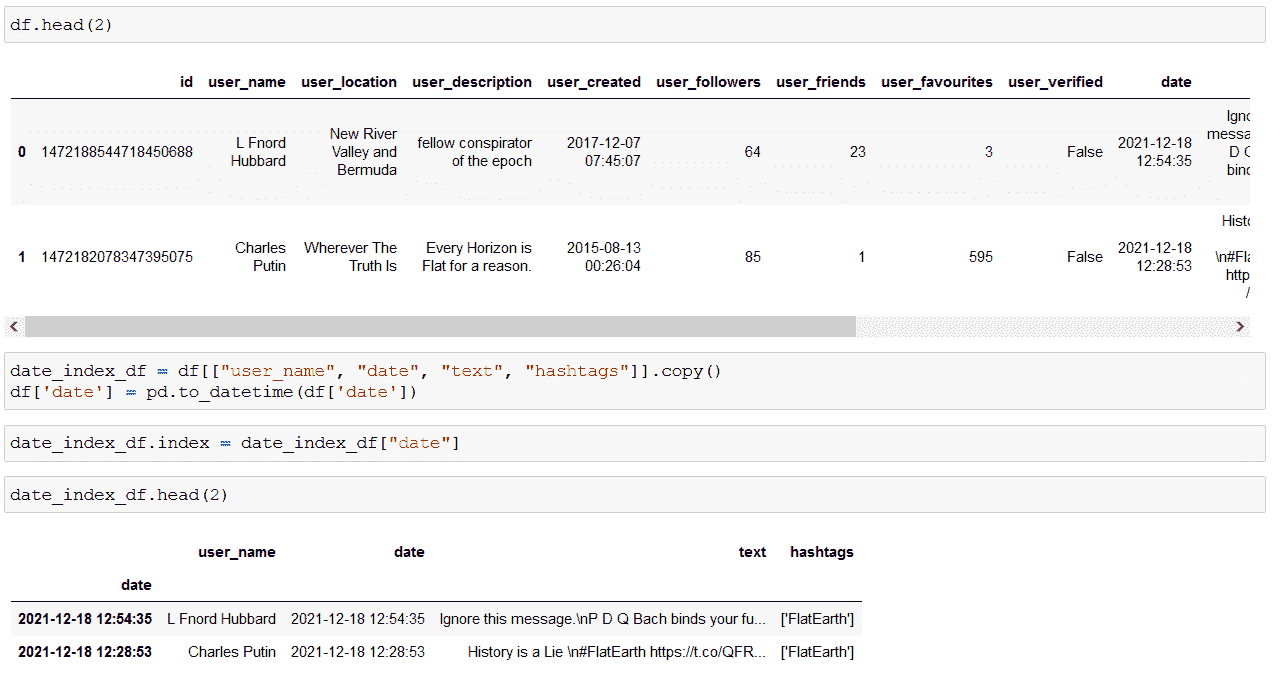 df.head(2)
id user_name user_location user_description user_created user_followers user_friends user_favourites user_verified date
0 1472188544718450688 L Fnord Hubbard New River Valley and Bermuda fellow conspirator of the epoch 2017-12-07 07:45:07 64 23 3 False 2021-12-18 12:54:35
1 1472182078347395075 Charles Putin Wherever The Truth Is Every Horizon is Flat for a reason. 2015-08-13 00:26:04 85 1 595 False 2021-12-18 12:28:53
date_index_df = df[["user_name", "date", "text", "hashtags"]].copy()
df['date'] = pd.to_datetime(df['date'])
date_index_df.index = date_index_df["date"]
date_index_df.head(2)
user_name date text hashtags
date
2021-12-18 12:54:35 L Fnord Hubbard 2021-12-18 12:54:35 Ignore this message.\nP D Q Bach binds your fu... ['FlatEarth']
2021-12-18 12:28:53 Charles Putin 2021-12-18 12:28:53 History is a Lie \n#FlatEarth https://t.co/QFR... ['FlatEarth']